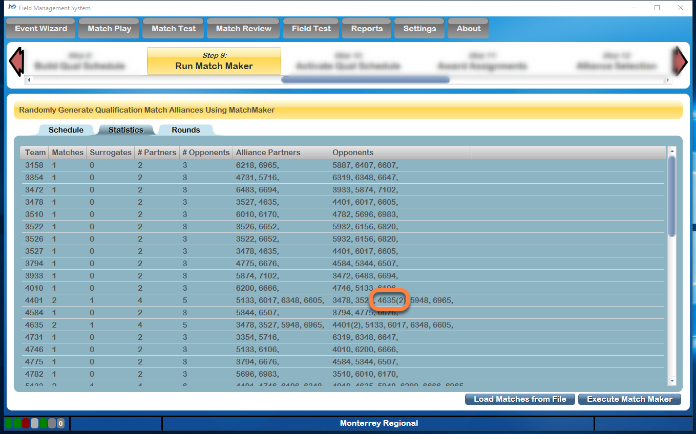 Field Management System
Event Wizard Match Play Match Test Match Review Field Test Reports Settings About
Step 9:
Run Match Maker
Build Qual Schedule Activate Qual Schedule Award Assignments Alliance Selection
Randomly Generate Qualification Match Alliances Using MatchMaker
Schedule Statistics Rounds
Team Matches Surrogates # Partners # Opponents Alliance Partners Opponents
3158 1 0 2 3 6218, 6965, 5887, 6407, 6607,
3354 1 0 2 3 4731, 5716, 6319, 6348, 6647,
3472 1 0 2 3 6483, 6694, 3933, 5874, 7102,
3478 1 0 2 3 3527, 4635, 4401, 6017, 6605,
3510 1 0 2 3 6010, 6170, 4782, 5696, 6983,
3522 1 0 2 3 3526, 6652, 5932, 6156, 6820,
3526 1 0 2 3 3522, 6652, 5932, 6156, 6820,
3527 1 0 2 3 3478, 4635, 4401, 6017, 6605,
3794 1 0 2 3 4775, 6676, 4584, 5344, 6507,
3933 1 0 2 3 5874, 7102, 3472, 6483, 6694,
4010 1 0 2 3 6200, 6666, 4746, 5133, 6106,
4401 2 1 4 5 5133, 6017, 6348, 6605, 3478, 3527, 4635(2), 5948, 6965,
4584 1 0 2 3 5344, 6507, 3794, 4775, 6676,
4635 2 1 4 5 3478, 3527, 5948, 6965, 4401(2), 5133, 6017, 6348, 6605,
4731 1 0 2 3 3354, 5716, 6319, 6348, 6647,
4746 1 0 2 3 5133, 6106, 4010, 6200, 6666,
4775 1 0 2 3 3794, 6676, 4584, 5344, 6507,
4782 1 0 2 3 5696, 6983, 3510, 6010, 6170,
Load Matches from File Execute Match Maker
0 Monterrey Regional